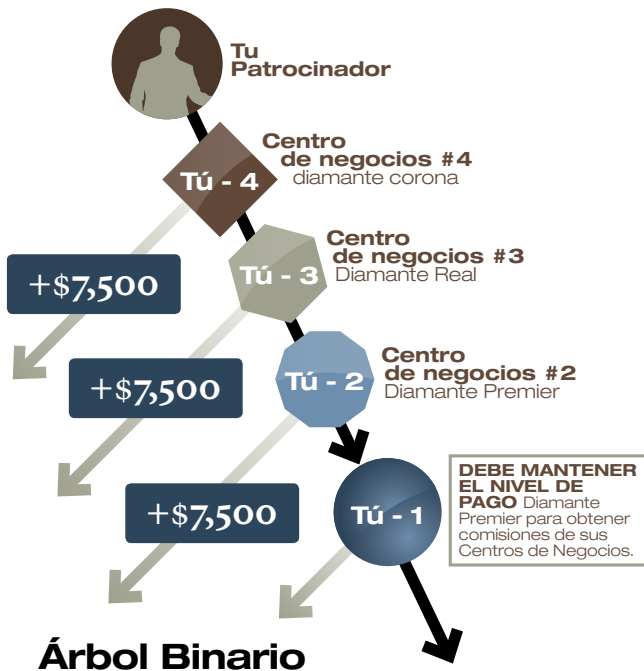 Tu
Patrocinador
Centro
de negocios #4
diamante corona
Tú - 4
Centro
de negocios #3
Diamante Real
Tú - 3
+$7,500
Centro
de negocios #2
Diamante Premier
Tú - 2
+$7,500
DEBE MANTENER
EL NIVEL DE
PAGO Diamante
Premier para obtener
comisiones de sus
Centros de Negocios.
Tú - 1
+$7,500
Árbol Binario